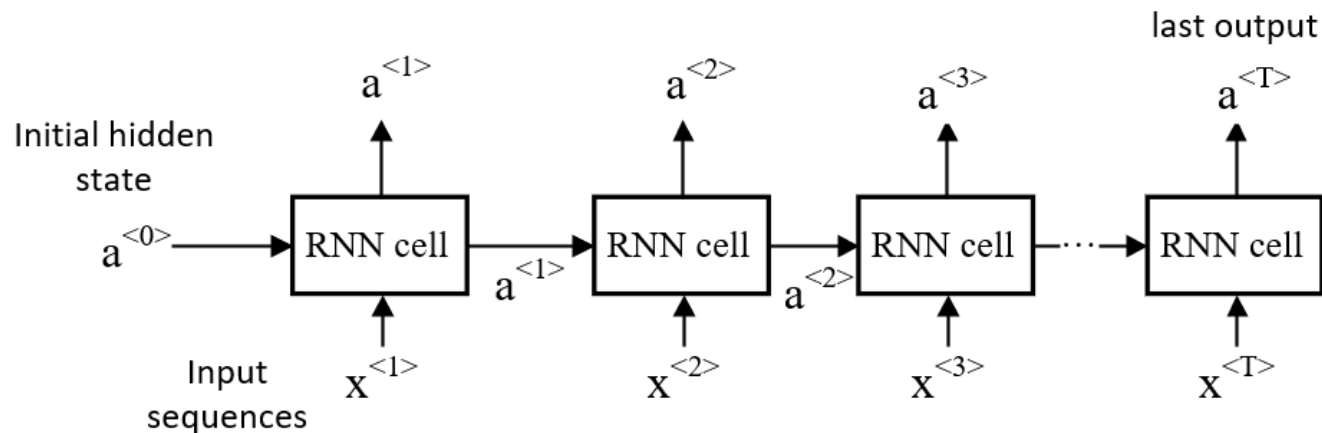 last output
a<1>
a<2>
a<3>
a<T>
Initial hidden
state
a<0>
RNN cell
RNN cell
RNN cell
...
RNN cell
a<1>
a<2>
x<1>
x<2>
x<3>
x<T>
Input
sequences